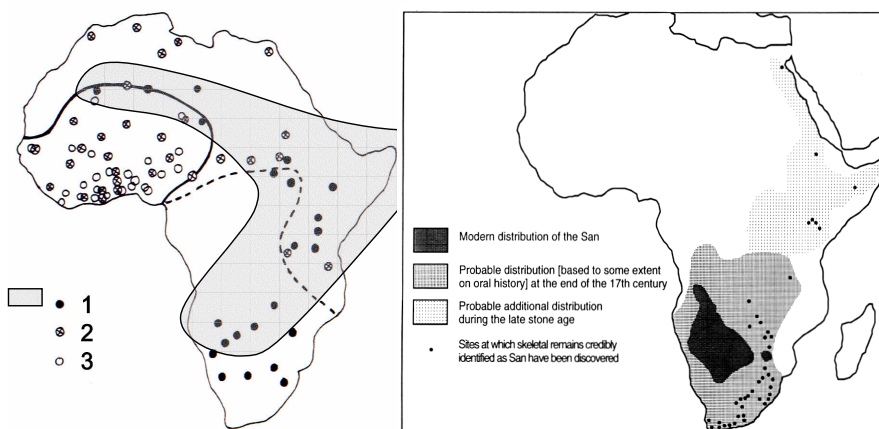 1
2
3
Modern distribution of the San
Probable distribution [based to some extent
on oral history] at the end of the 17th century
Probable additional distribution
during the late stone age
Sites at which skeletal remains credibly
identified as San have been discovered